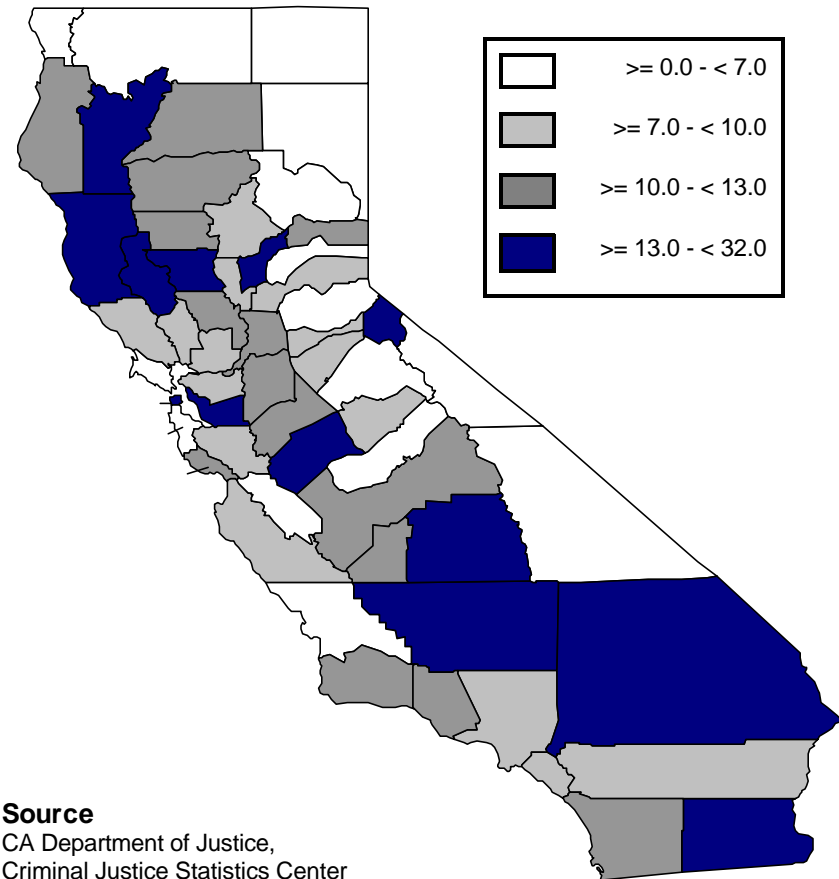 >= 0.0 - < 7.0
>= 7.0 - < 10.0
>= 10.0 - < 13.0
>= 13.0 - < 32.0
Source
CA Department of Justice,
Criminal Justice Statistics Center